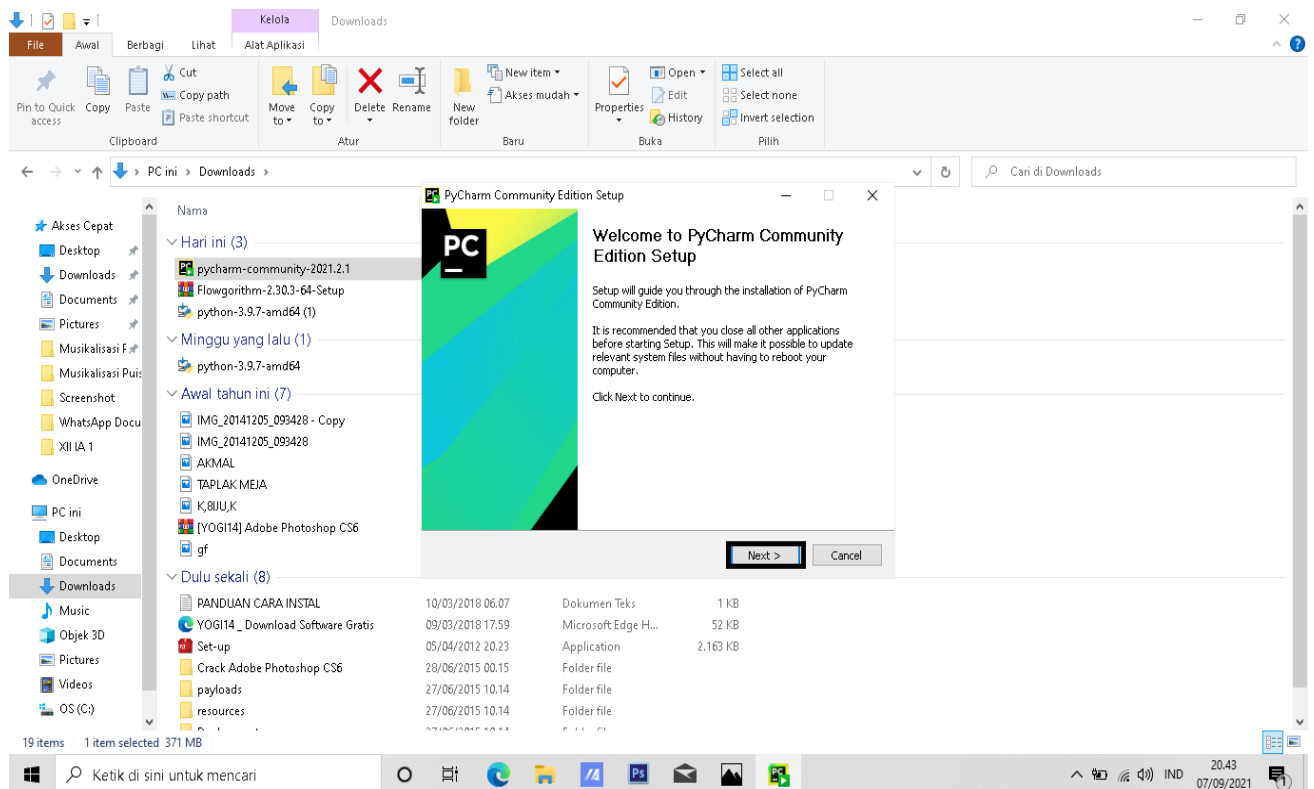 Kelola
Downloads
File
Awal
Berbagi
Lihat
Alat Aplikasi
Pin to Quick access
Copy
Paste
Cut
Copy path
Paste shortcut
Clipboard
Move to
Copy to
Delete
Rename
Atur
New folder
New item
Akses mudah
Baru
Properties
Open
Edit
History
Buka
Select all
Select none
Invert selection
Pilih
PC ini › Downloads ›
Cari di Downloads
Akses Cepat
Desktop
Downloads
Documents
Pictures
Musikalisasi F
Musikalisasi Puis
Screenshot
WhatsApp Docu
XII IA 1
OneDrive
PC ini
Desktop
Documents
Downloads
Music
Objek 3D
Pictures
Videos
OS (C:)
Nama
Hari ini (3)
pycharm-community-2021.2.1
Flowgorithm-2.30.3-64-Setup
python-3.9.7-amd64 (1)
Minggu yang lalu (1)
python-3.9.7-amd64
Awal tahun ini (7)
IMG_20141205_093428 - Copy
IMG_20141205_093428
AKMAL
TAPLAK MEJA
K,8IJU,K
[YOGI14] Adobe Photoshop CS6
gf
Dulu sekali (8)
PANDUAN CARA INSTAL 10/03/2018 06.07 Dokumen Teks 1 KB
YOGI14 _ Download Software Gratis 09/03/2018 17.59 Microsoft Edge H... 52 KB
Set-up 05/04/2012 20.23 Application 2.163 KB
Crack Adobe Photoshop CS6 28/06/2015 00.15 Folder file
payloads 27/06/2015 10.14 Folder file
resources 27/06/2015 10.14 Folder file
PyCharm Community Edition Setup
PC
Welcome to PyCharm Community
Edition Setup
Setup will guide you through the installation of PyCharm
Community Edition.
It is recommended that you close all other applications
before starting Setup. This will make it possible to update
relevant system files without having to reboot your
computer.
Click Next to continue.
Next >
Cancel
19 items 1 item selected 371 MB
Ketik di sini untuk mencari
Ps
PC
IND
20.43
07/09/2021
1